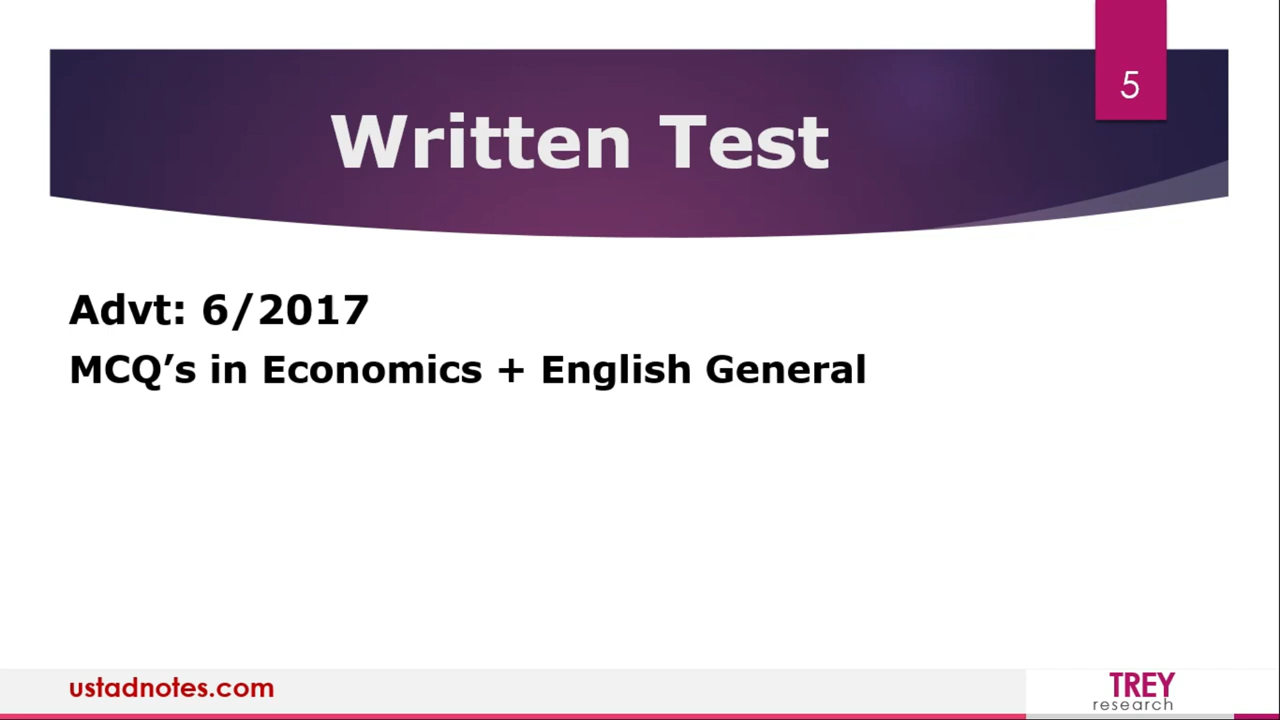 5
Written Test
Advt: 6/2017
MCQ’s in Economics + English General
ustadnotes.com
TREY
research